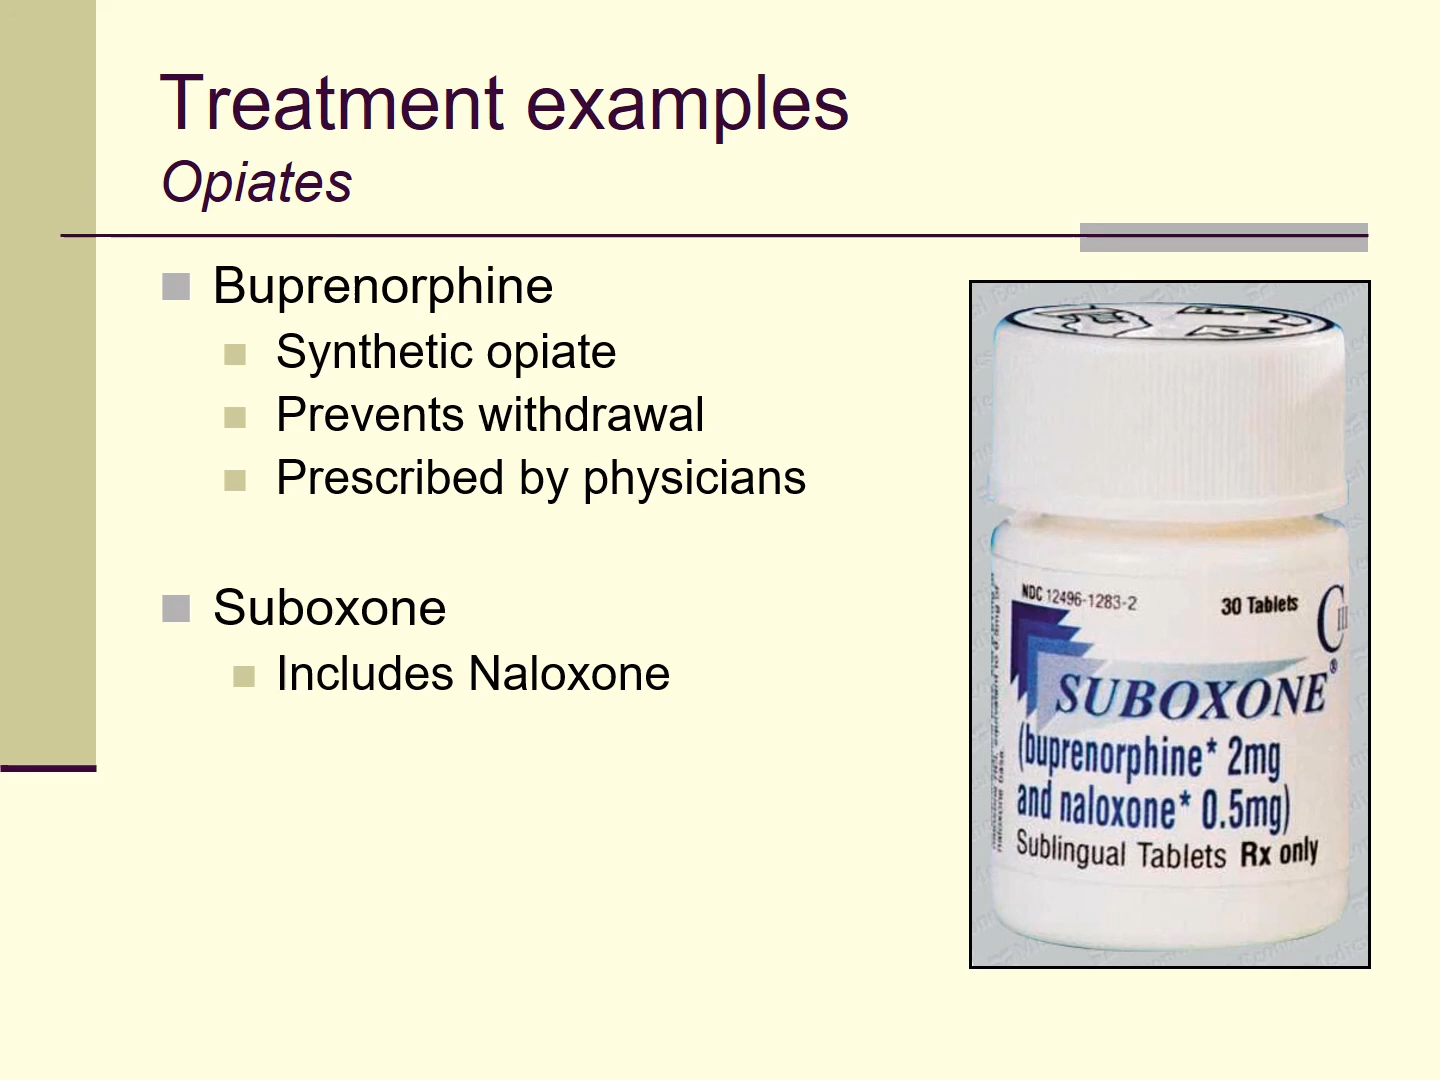 Treatment examples
Opiates
Buprenorphine
Synthetic opiate
Prevents withdrawal
Prescribed by physicians
Suboxone
Includes Naloxone
NDC 12496-1283-2
30 Tablets
CIII
SUBOXONE®
(buprenorphine* 2mg
and naloxone* 0.5mg)
Sublingual Tablets Rx only